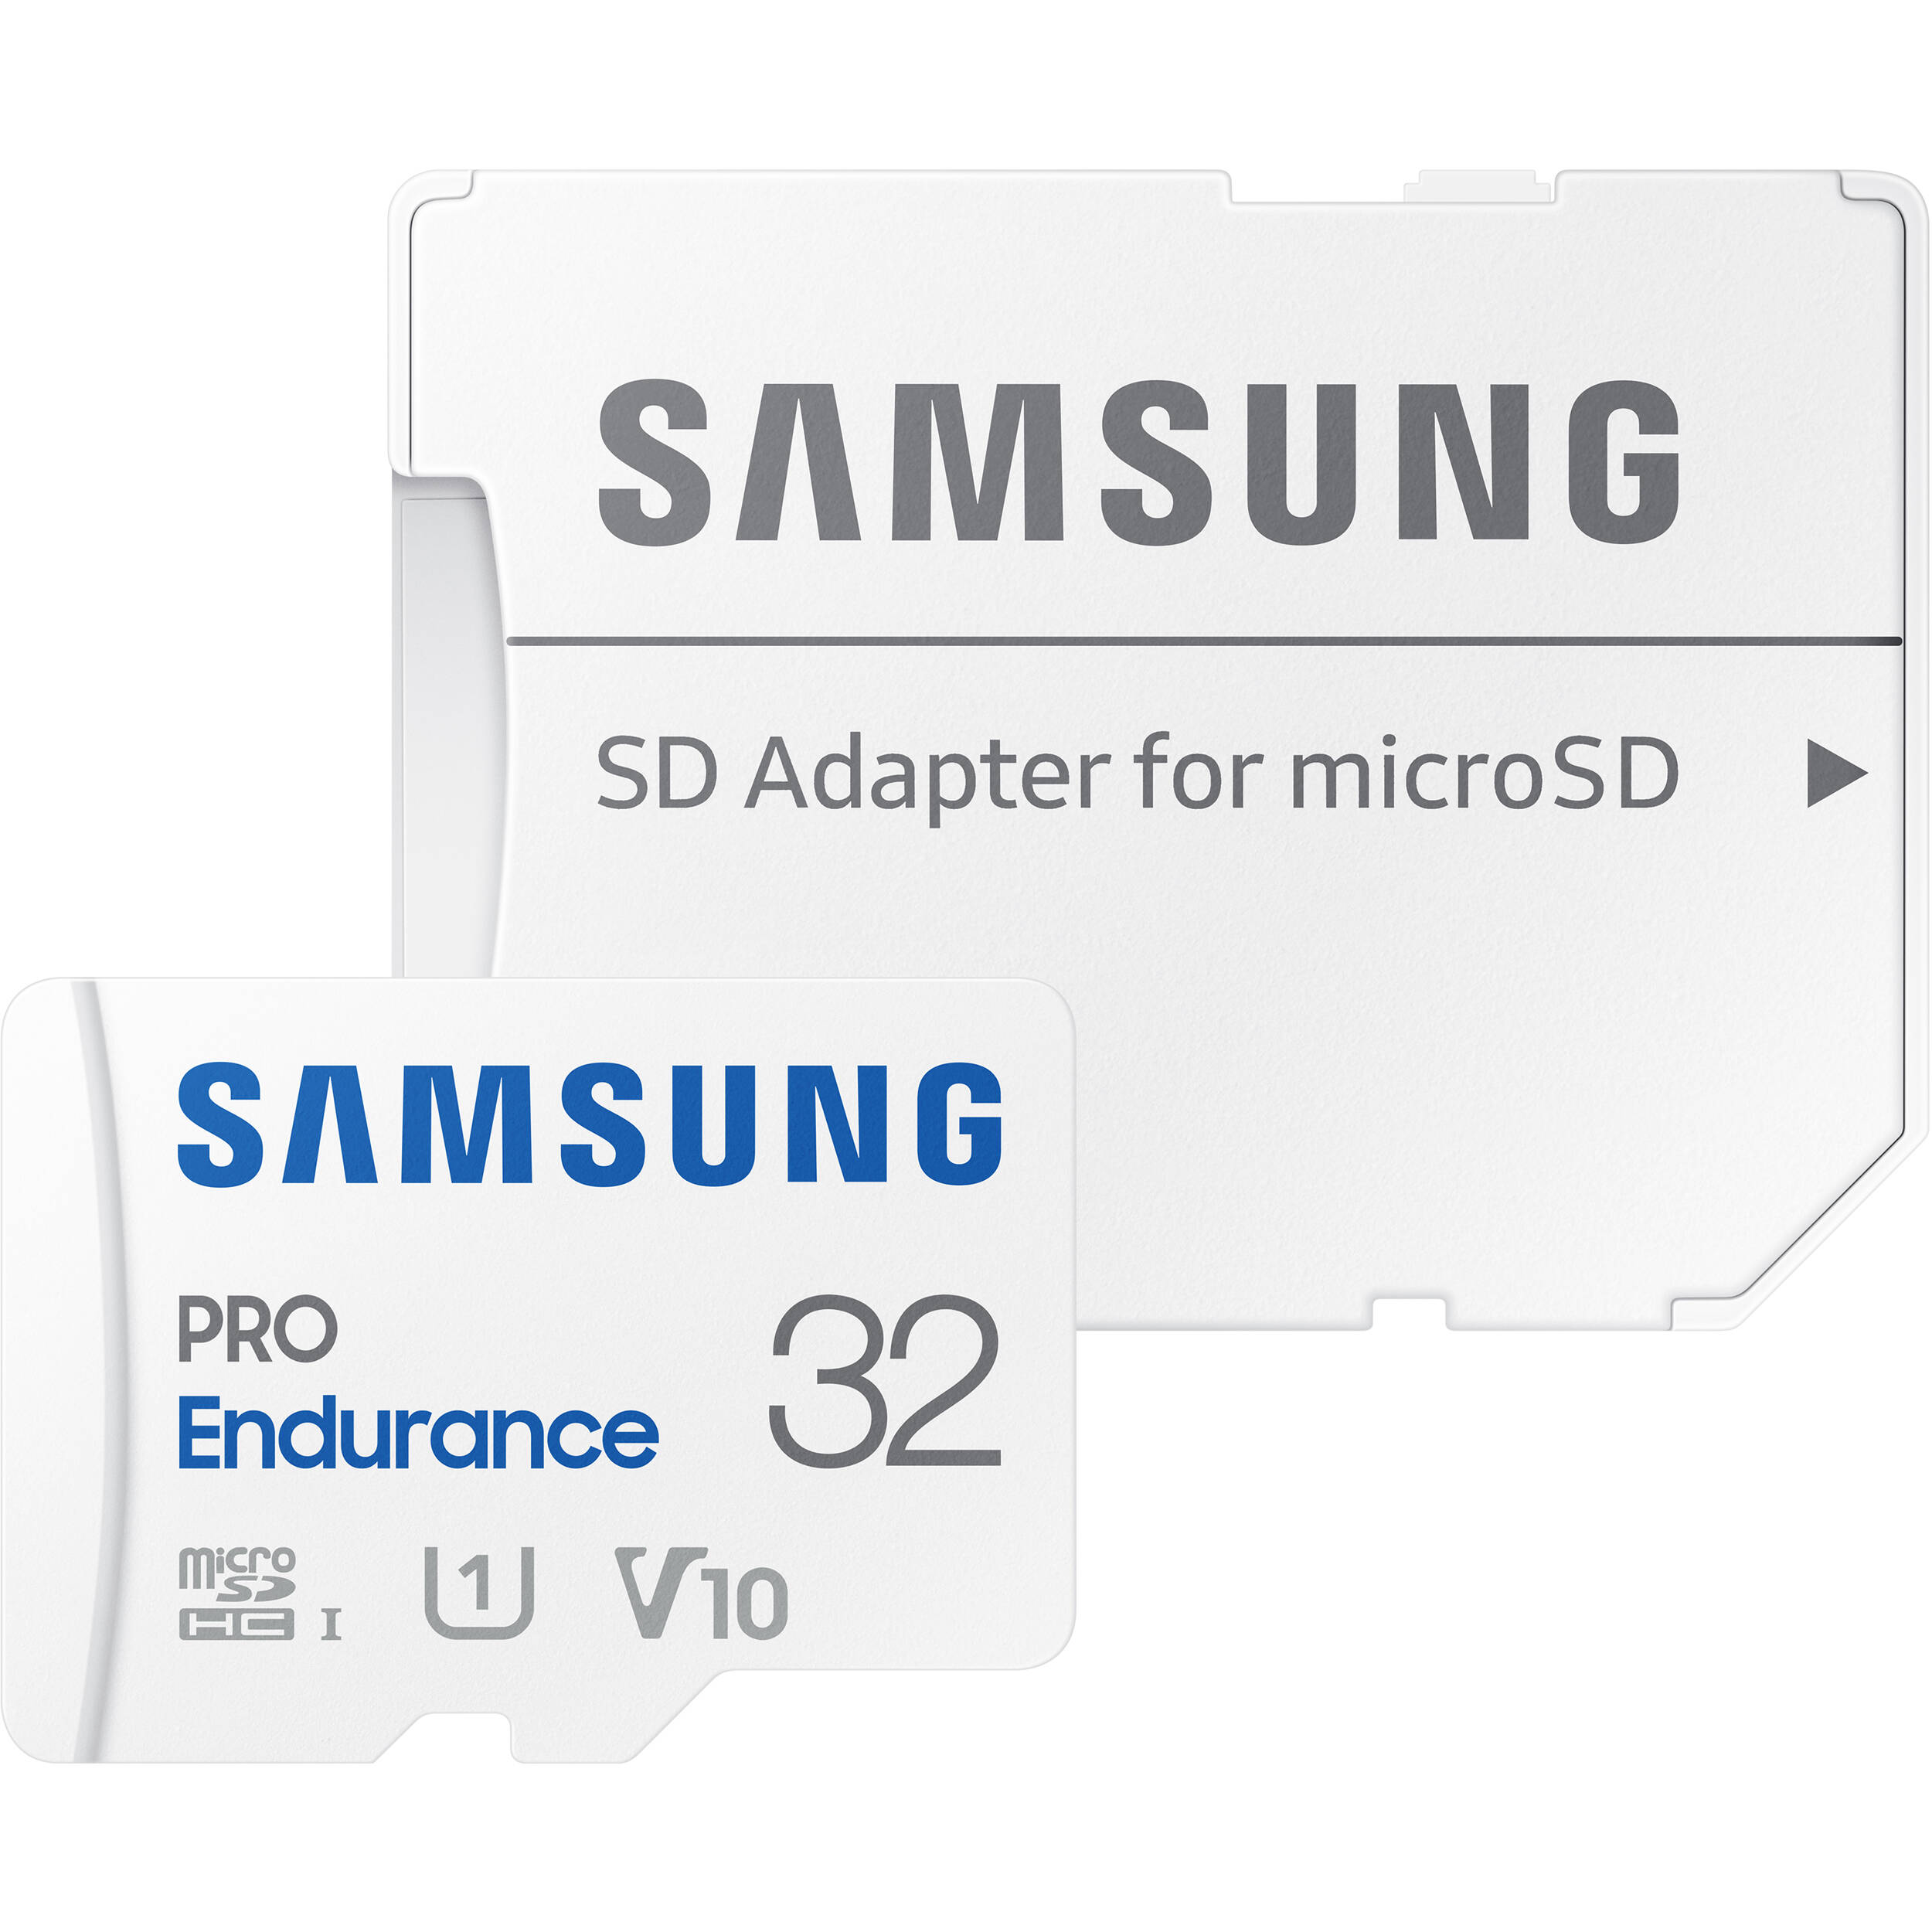 SAMSUNG
SD Adapter for microSD
SAMSUNG
PRO
Endurance
32
micro
SD
HC I
U1
V10